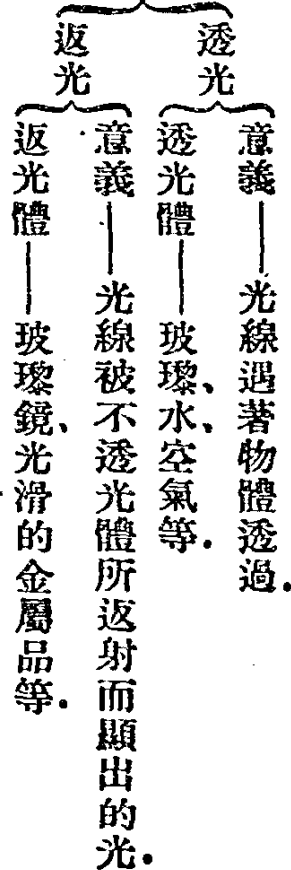 透光
意義——光線遇著物體透過.
透光體——玻瓈、水、空氣等.
返光
意義——光線被不透光體所返射而顯出的光.
返光體——玻瓈鏡、光滑的金屬品等.